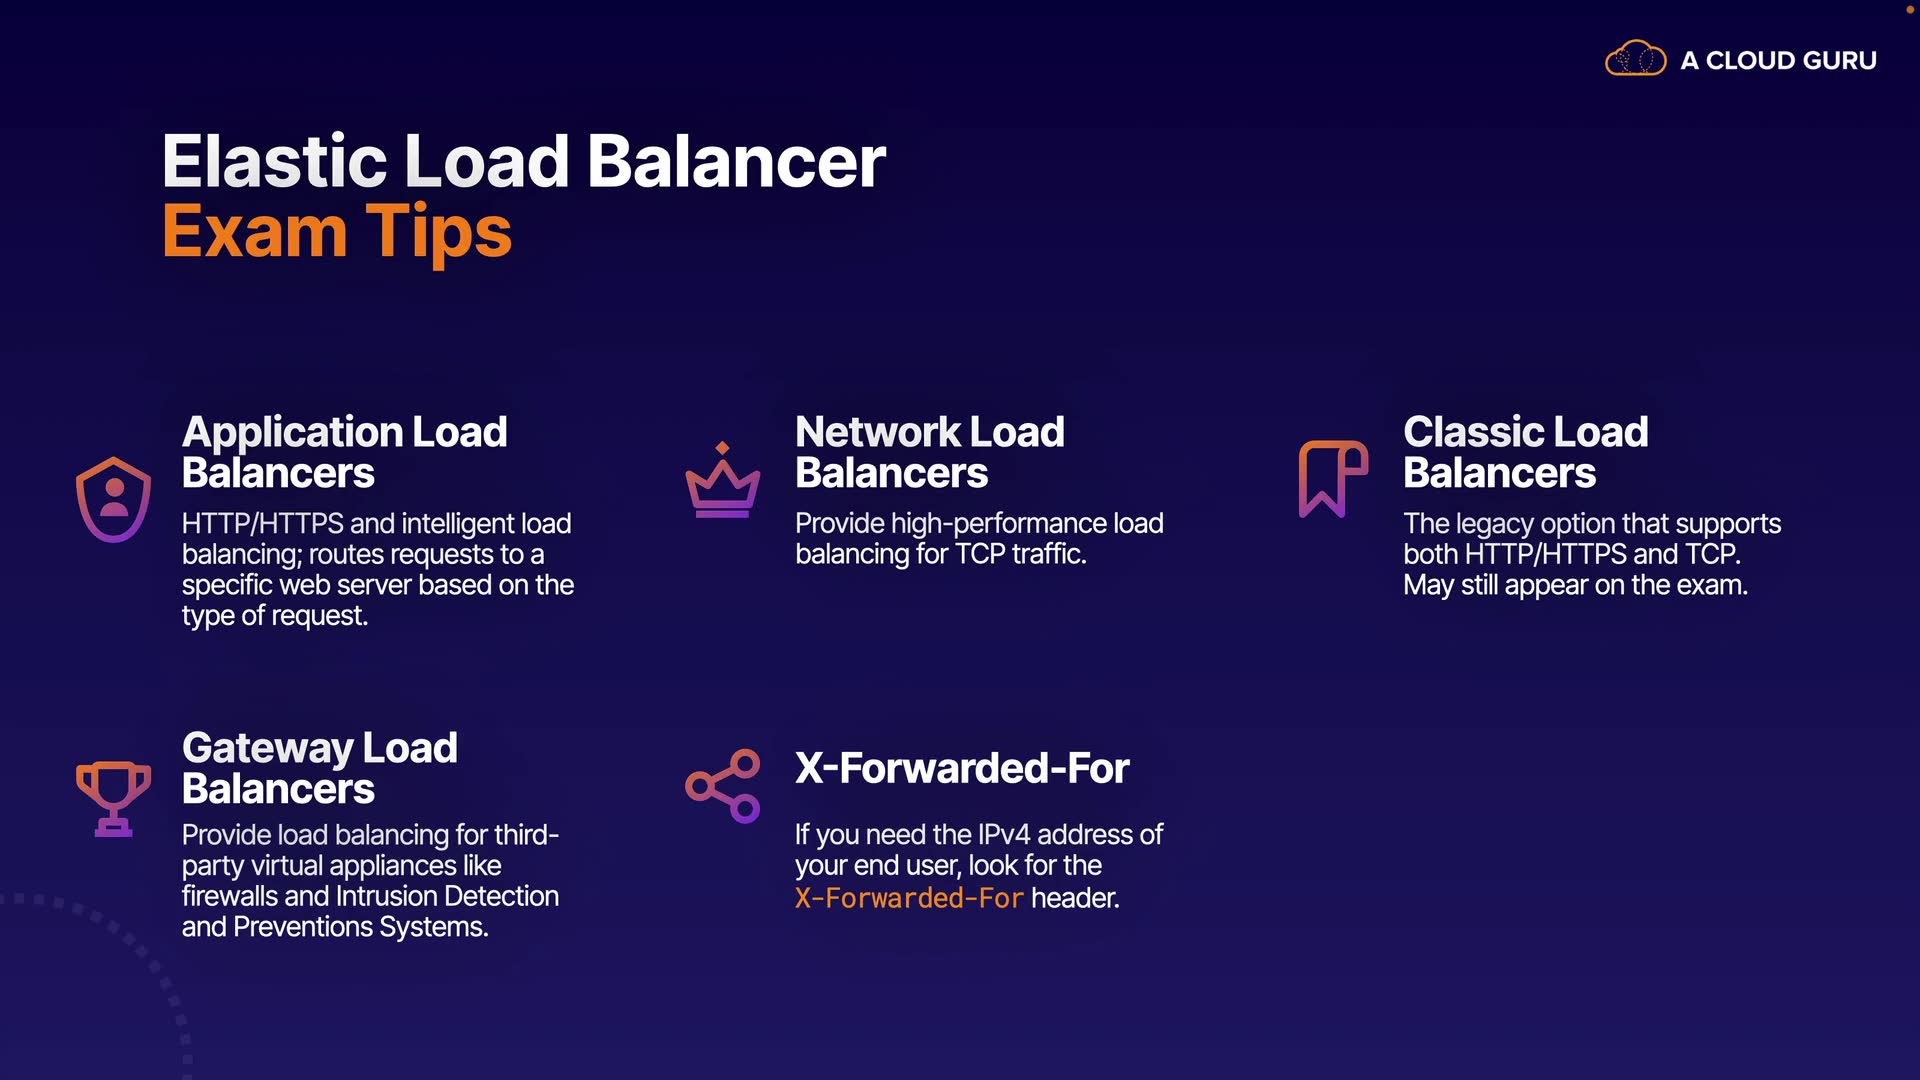 A CLOUD GURU
Elastic Load Balancer
Exam Tips
Application Load
Balancers
HTTP/HTTPS and intelligent load
balancing; routes requests to a
specific web server based on the
type of request.
Network Load
Balancers
Provide high-performance load
balancing for TCP traffic.
Classic Load
Balancers
The legacy option that supports
both HTTP/HTTPS and TCP.
May still appear on the exam.
Gateway Load
Balancers
Provide load balancing for third-
party virtual appliances like
firewalls and Intrusion Detection
and Preventions Systems.
X-Forwarded-For
If you need the IPv4 address of
your end user, look for the
X-Forwarded-For header.